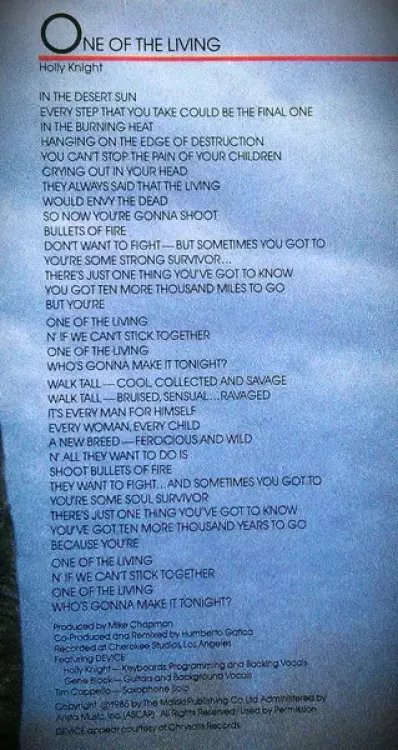 ONE OF THE LIVING
Holly Knight
IN THE DESERT SUN
EVERY STEP THAT YOU TAKE COULD BE THE FINAL ONE
IN THE BURNING HEAT
HANGING ON THE EDGE OF DESTRUCTION
YOU CAN'T STOP THE PAIN OF YOUR CHILDREN
CRYING OUT IN YOUR HEAD
THEY ALWAYS SAID THAT THE LIVING
WOULD ENVY THE DEAD
SO NOW YOU'RE GONNA SHOOT
BULLETS OF FIRE
DON'T WANT TO FIGHT—BUT SOMETIMES YOU GOT TO
YOU'RE SOME STRONG SURVIVOR...
THERE'S JUST ONE THING YOU'VE GOT TO KNOW
YOU GOT TEN MORE THOUSAND MILES TO GO
BUT YOU'RE
ONE OF THE LIVING
N' IF WE CAN'T STICK TOGETHER
ONE OF THE LIVING
WHO'S GONNA MAKE IT TONIGHT?
WALK TALL—COOL, COLLECTED AND SAVAGE
WALK TALL—BRUISED, SENSUAL...RAVAGED
IT'S EVERY MAN FOR HIMSELF
EVERY WOMAN, EVERY CHILD
A NEW BREED—FEROCIOUS AND WILD
N' ALL THEY WANT TO DO IS
SHOOT BULLETS OF FIRE
THEY WANT TO FIGHT...AND SOMETIMES YOU GOT TO
YOU'RE SOME SOUL SURVIVOR
THERE'S JUST ONE THING YOU'VE GOT TO KNOW
YOU'VE GOT TEN MORE THOUSAND YEARS TO GO
BECAUSE YOU'RE
ONE OF THE LIVING
N' IF WE CAN'T STICK TOGETHER
ONE OF THE LIVING
WHO'S GONNA MAKE IT TONIGHT?
Produced by Mike Chapman
Co-Produced and Remixed by Humberto Gatica
Recorded at Cherokee Studios, Los Angeles
Featuring DEVICE
Holly Knight—Keyboards Programming and Backing Vocals
Gene Black—Guitars and Background Vocals
Tim Cappello—Saxophone Solo
Copyright @1985 by The Makiki Publishing Co Ltd Administered by
Arista Music, Inc. (ASCAP) All Rights Reserved/Used by Permission
DEVICE appear courtesy of Chrysalis Records